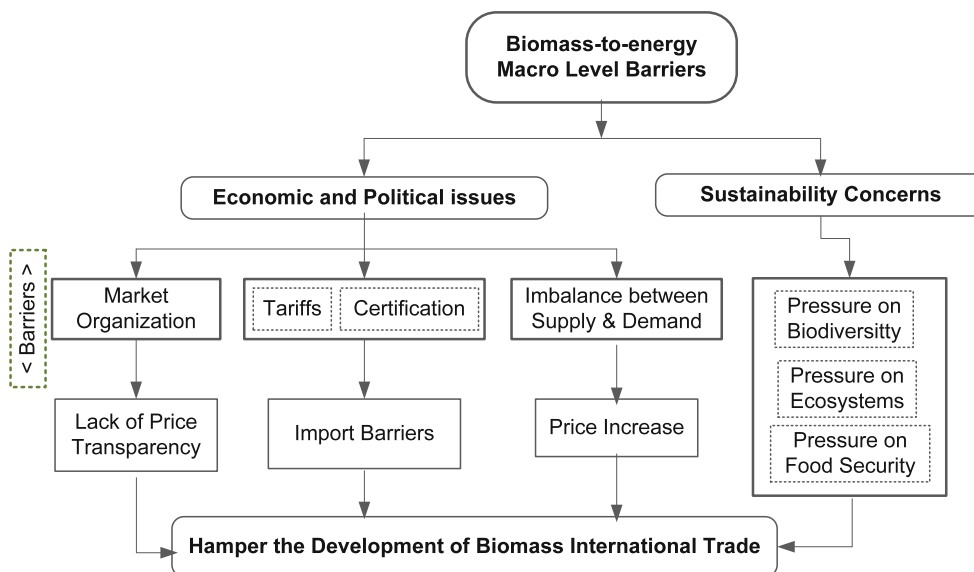 Biomass-to-energy
Macro Level Barriers
Economic and Political issues
Sustainability Concerns
< Barriers >
Market
Organization
Tariffs
Certification
Imbalance between
Supply & Demand
Pressure on
Biodiversitty
Pressure on
Ecosystems
Pressure on
Food Security
Lack of Price
Transparency
Import Barriers
Price Increase
Hamper the Development of Biomass International Trade